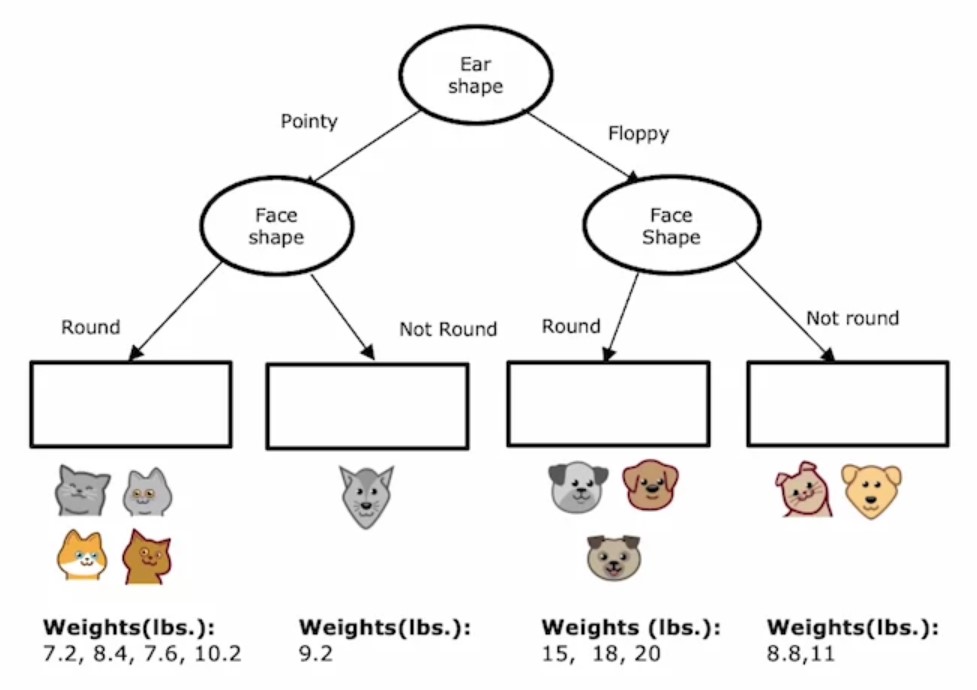 Ear
shape
Pointy
Floppy
Face
shape
Face
Shape
Round
Not Round
Round
Not round
Weights(lbs.):
7.2, 8.4, 7.6, 10.2
Weights(lbs.):
9.2
Weights (lbs.):
15, 18, 20
Weights(lbs.):
8.8,11